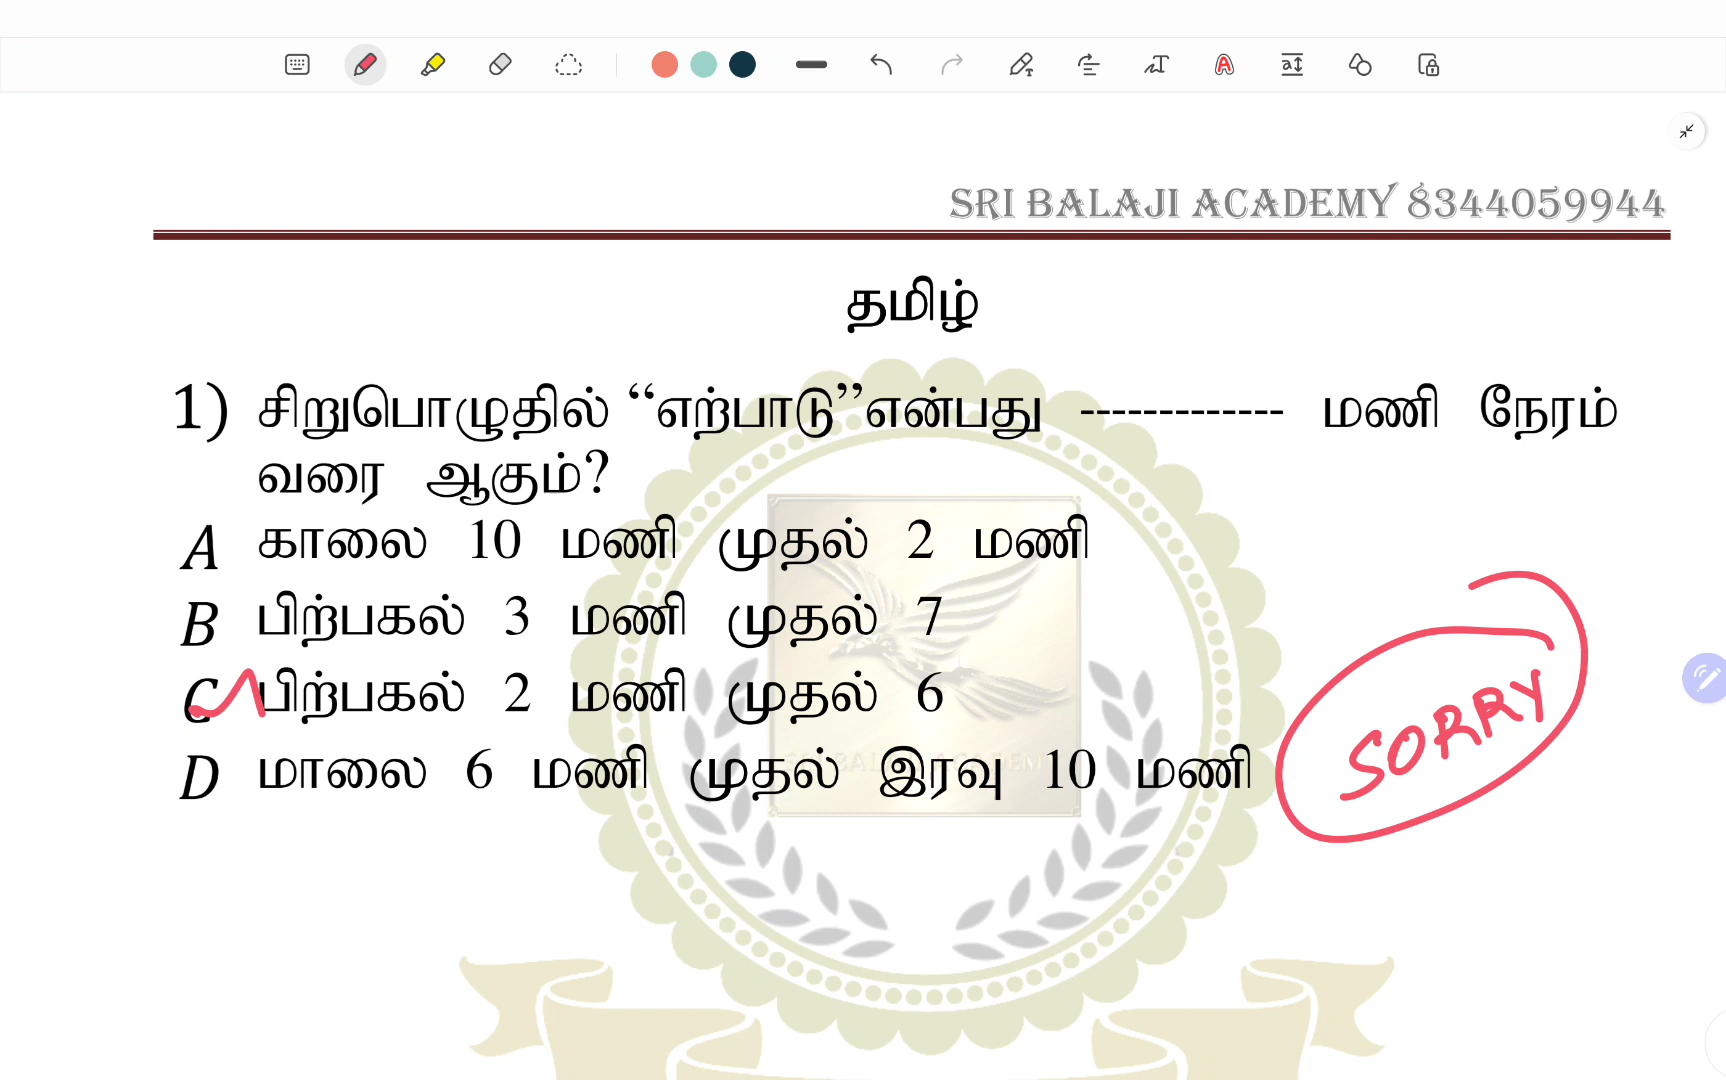 SRI BALAJI ACADEMY 8344059944
தமிழ்
1) சிறுபொழுதில் “எற்பாடு”என்பது ------------- மணி நேரம்
வரை ஆகும்?
A காலை 10 மணி முதல் 2 மணி
B பிற்பகல் 3 மணி முதல் 7
C பிற்பகல் 2 மணி முதல் 6
D மாலை 6 மணி முதல் இரவு 10 மணி
SORRY